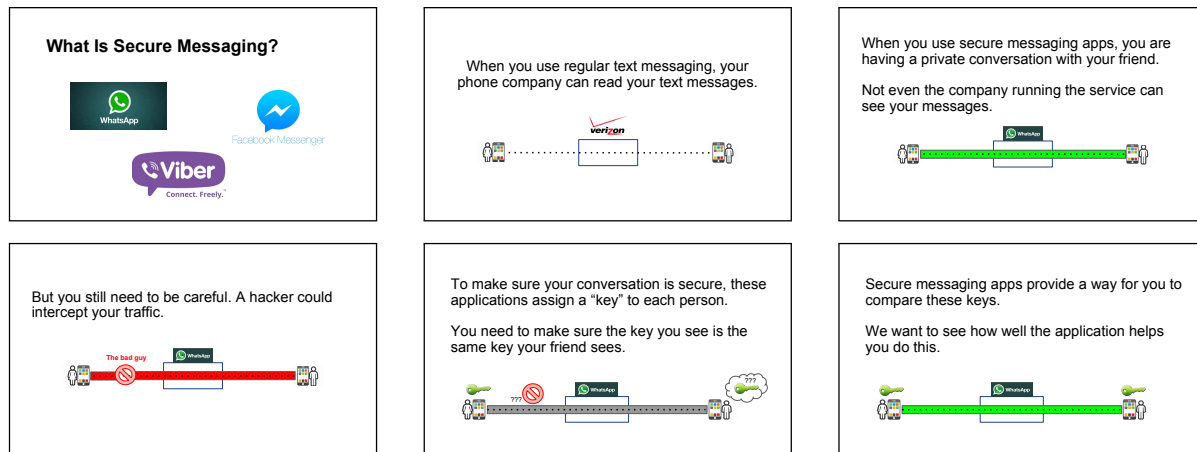 What Is Secure Messaging?
WhatsApp
Facebook Messenger
Viber
Connect. Freely.™
When you use regular text messaging, your
phone company can read your text messages.
verizon
When you use secure messaging apps, you are
having a private conversation with your friend.
Not even the company running the service can
see your messages.
WhatsApp
But you still need to be careful. A hacker could
intercept your traffic.
The bad guy
WhatsApp
To make sure your conversation is secure, these
applications assign a “key” to each person.
You need to make sure the key you see is the
same key your friend sees.
???
WhatsApp
???
Secure messaging apps provide a way for you to
compare these keys.
We want to see how well the application helps
you do this.
WhatsApp